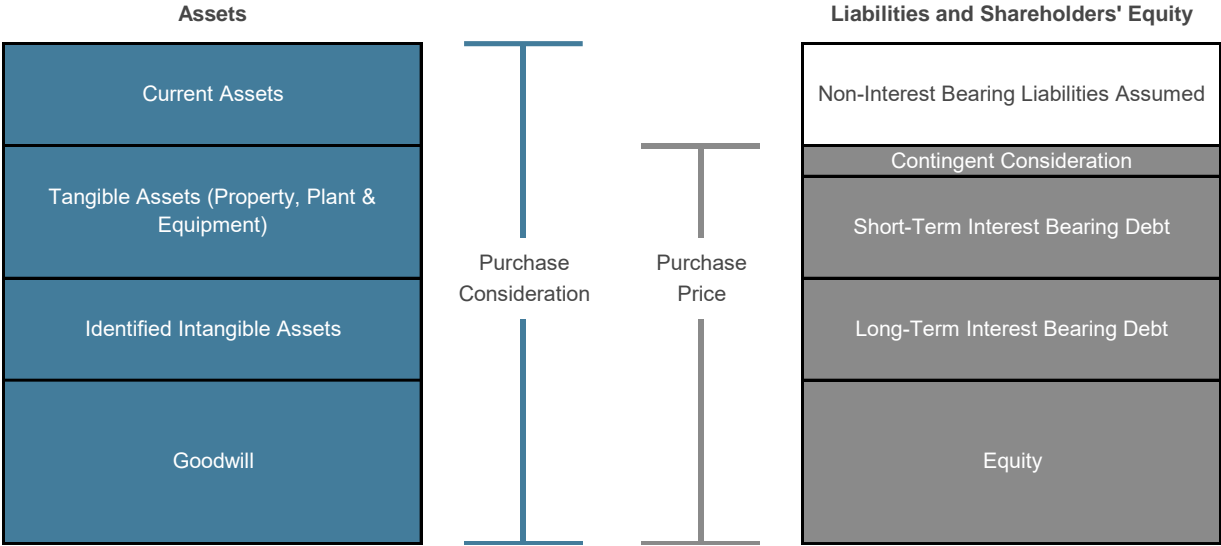 Assets
Liabilities and Shareholders' Equity
Current Assets
Non-Interest Bearing Liabilities Assumed
Contingent Consideration
Tangible Assets (Property, Plant &
Equipment)
Short-Term Interest Bearing Debt
Purchase
Consideration
Purchase
Price
Identified Intangible Assets
Long-Term Interest Bearing Debt
Goodwill
Equity